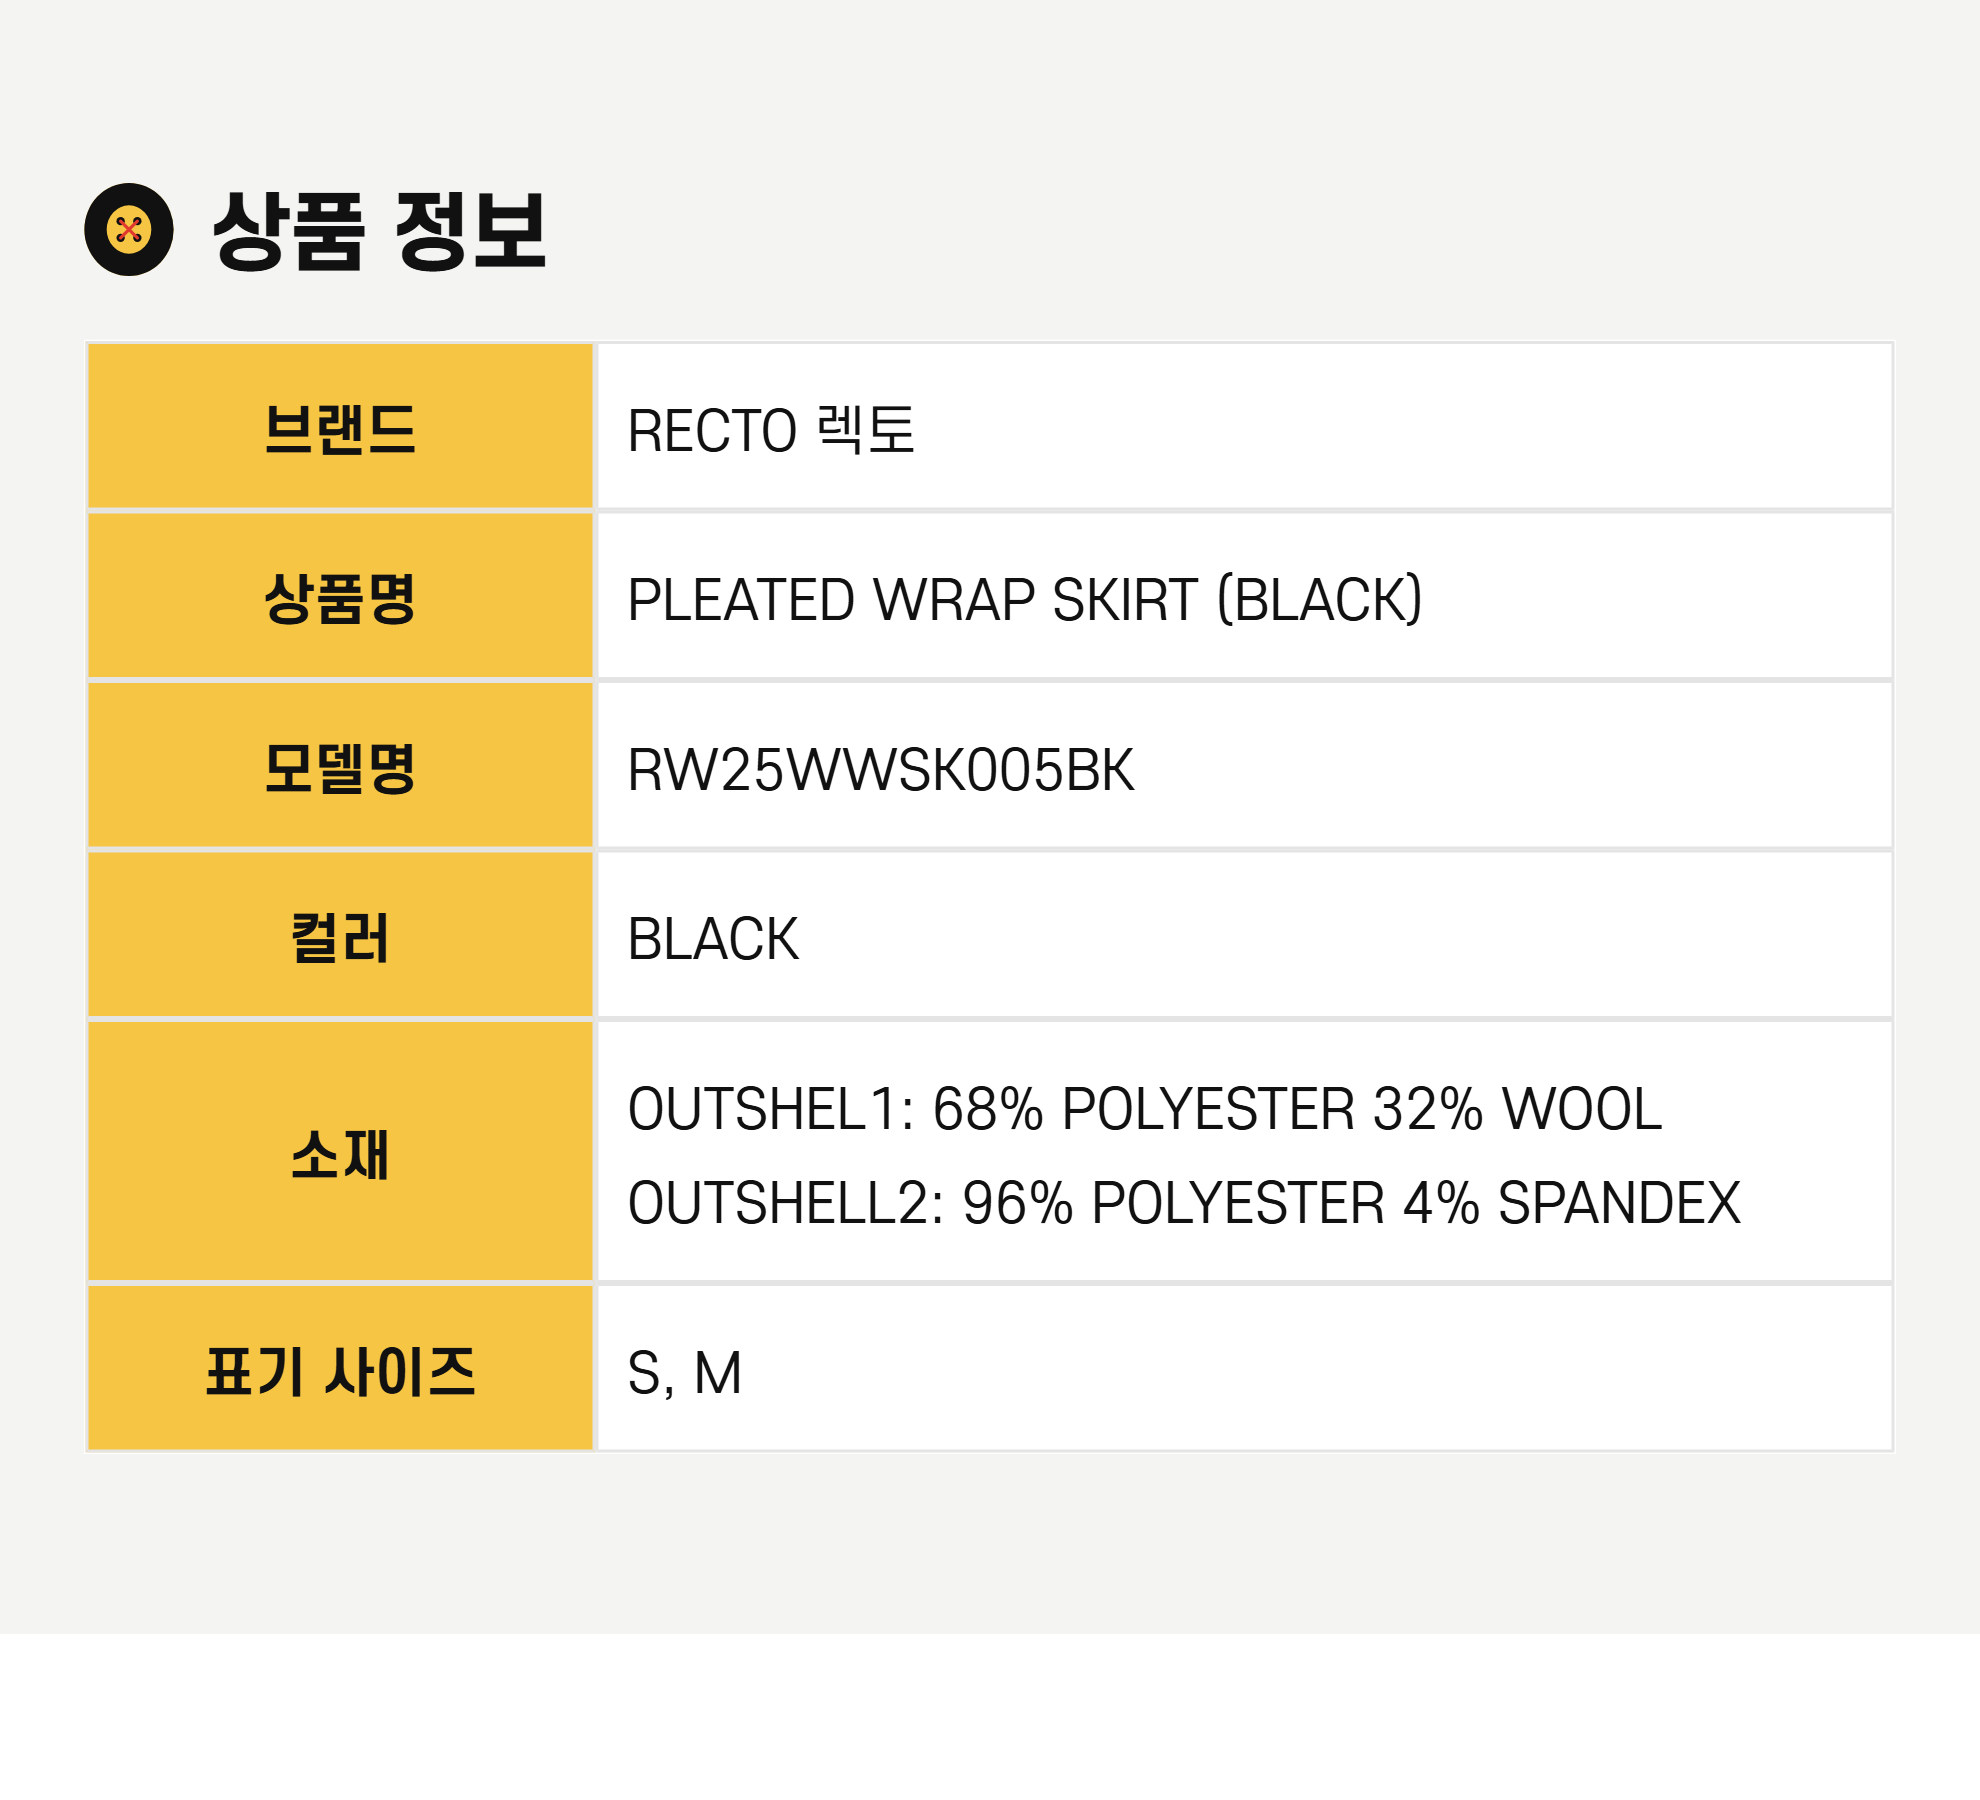 상품 정보
브랜드 RECTO 렉토
상품명 PLEATED WRAP SKIRT (BLACK)
모델명 RW25WWSK005BK
컬러 BLACK
소재 OUTSHEL1: 68% POLYESTER 32% WOOL
OUTSHELL2: 96% POLYESTER 4% SPANDEX
표기 사이즈 S, M